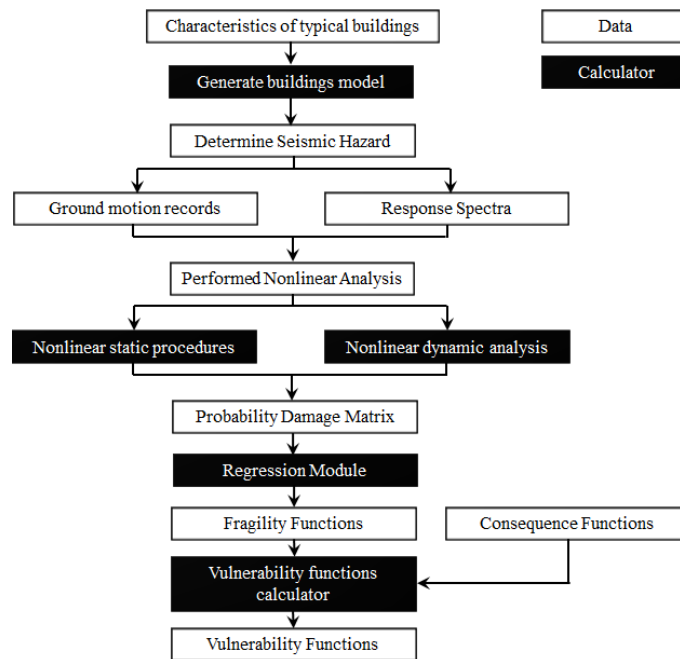 Characteristics of typical buildings
Data
Generate buildings model
Calculator
Determine Seismic Hazard
Ground motion records
Response Spectra
Performed Nonlinear Analysis
Nonlinear static procedures
Nonlinear dynamic analysis
Probability Damage Matrix
Regression Module
Fragility Functions
Consequence Functions
Vulnerability functions
calculator
Vulnerability Functions